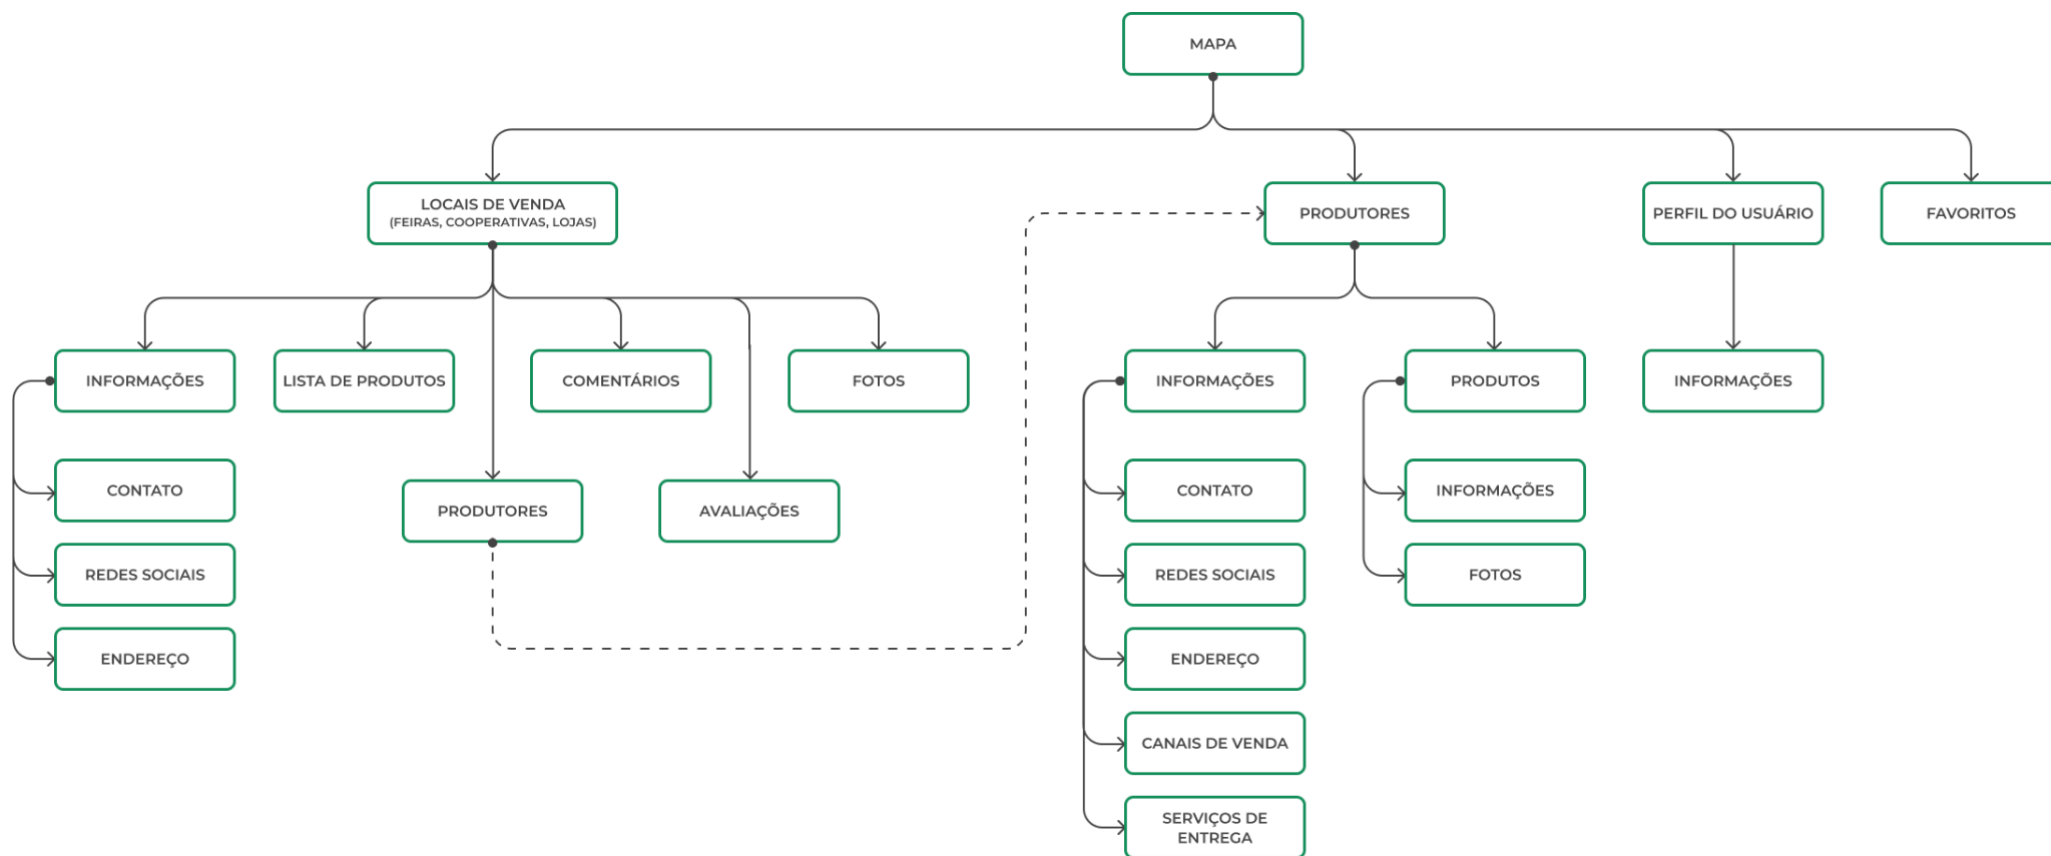 MAPA
LOCAIS DE VENDA
(FEIRAS, COOPERATIVAS, LOJAS)
PRODUTORES
PERFIL DO USUÁRIO
FAVORITOS
INFORMAÇÕES
LISTA DE PRODUTOS
COMENTÁRIOS
FOTOS
INFORMAÇÕES
PRODUTOS
INFORMAÇÕES
CONTATO
PRODUTORES
AVALIAÇÕES
CONTATO
INFORMAÇÕES
REDES SOCIAIS
REDES SOCIAIS
FOTOS
ENDEREÇO
ENDEREÇO
CANAIS DE VENDA
SERVIÇOS DE
ENTREGA